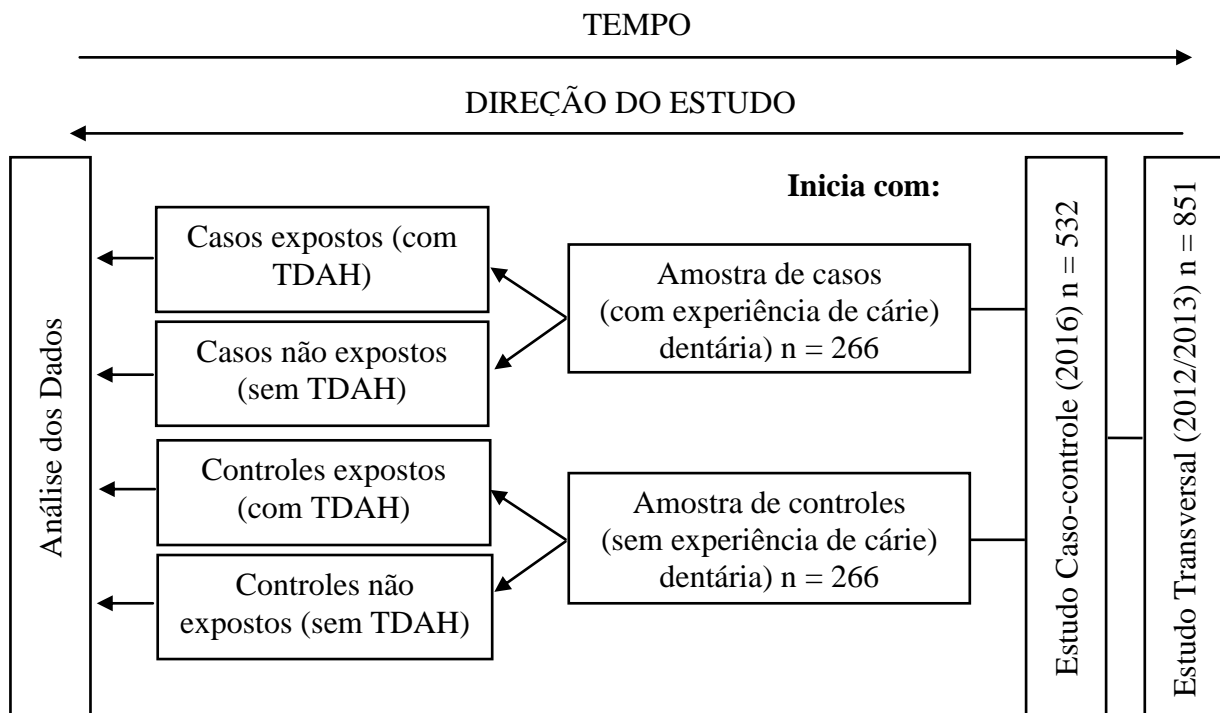 TEMPO
DIREÇÃO DO ESTUDO
Inicia com:
Casos expostos (com
TDAH)
Casos não expostos
(sem TDAH)
Controles expostos
(com TDAH)
Controles não
expostos (sem TDAH)
Amostra de casos
(com experiência de cárie)
dentária) n = 266
Amostra de controles
(sem experiência de cárie)
dentária) n = 266
Análise dos Dados
Estudo Caso-controle (2016) n = 532
Estudo Transversal (2012/2013) n = 851